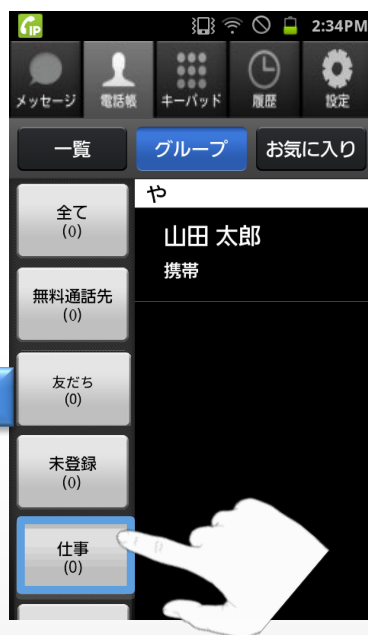 iP
2:34PM
メッセージ 電話帳 キーパッド 履歴 設定
一覧 グループ お気に入り
全て
(0)
無料通話先
(0)
友だち
(0)
未登録
(0)
仕事
(0)
や
山田 太郎
携帯